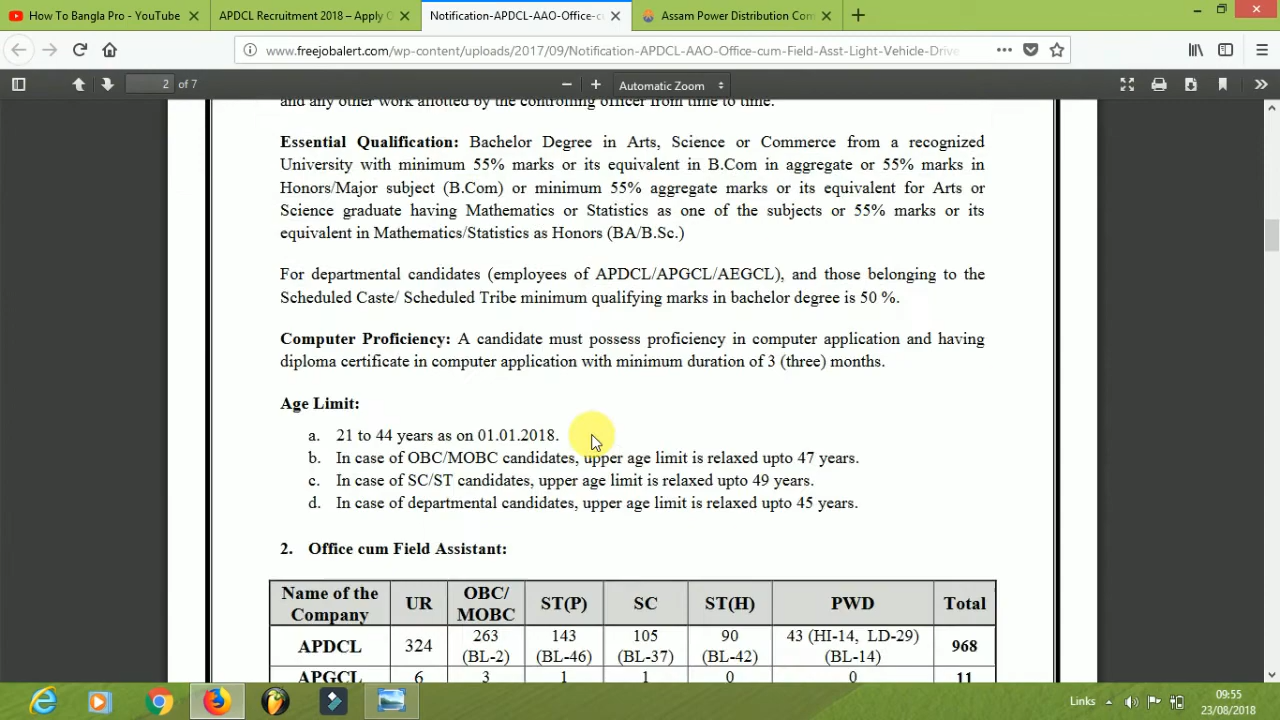 How To Bangla Pro - YouTube
APDCL Recruitment 2018 – Apply O
Notification-APDCL-AAO-Office-c
Assam Power Distribution Com
www.freejobalert.com/wp-content/uploads/2017/09/Notification-APDCL-AAO-Office-cum-Field-Asst-Light-Vehicle-Drive
2 of 7
Automatic Zoom
and any other work allotted by the controlling officer from time to time.
Essential Qualification: Bachelor Degree in Arts, Science or Commerce from a recognized
University with minimum 55% marks or its equivalent in B.Com in aggregate or 55% marks in
Honors/Major subject (B.Com) or minimum 55% aggregate marks or its equivalent for Arts or
Science graduate having Mathematics or Statistics as one of the subjects or 55% marks or its
equivalent in Mathematics/Statistics as Honors (BA/B.Sc.)
For departmental candidates (employees of APDCL/APGCL/AEGCL), and those belonging to the
Scheduled Caste/ Scheduled Tribe minimum qualifying marks in bachelor degree is 50 %.
Computer Proficiency: A candidate must possess proficiency in computer application and having
diploma certificate in computer application with minimum duration of 3 (three) months.
Age Limit:
a. 21 to 44 years as on 01.01.2018.
b. In case of OBC/MOBC candidates, upper age limit is relaxed upto 47 years.
c. In case of SC/ST candidates, upper age limit is relaxed upto 49 years.
d. In case of departmental candidates, upper age limit is relaxed upto 45 years.
2. Office cum Field Assistant:
Name of the Company UR OBC/ MOBC ST(P) SC ST(H) PWD Total
APDCL 324 263 (BL-2) 143 (BL-46) 105 (BL-37) 90 (BL-42) 43 (HI-14, LD-29) (BL-14) 968
APGCL 6 3 1 1 0 0 11
Links
09:55
23/08/2018